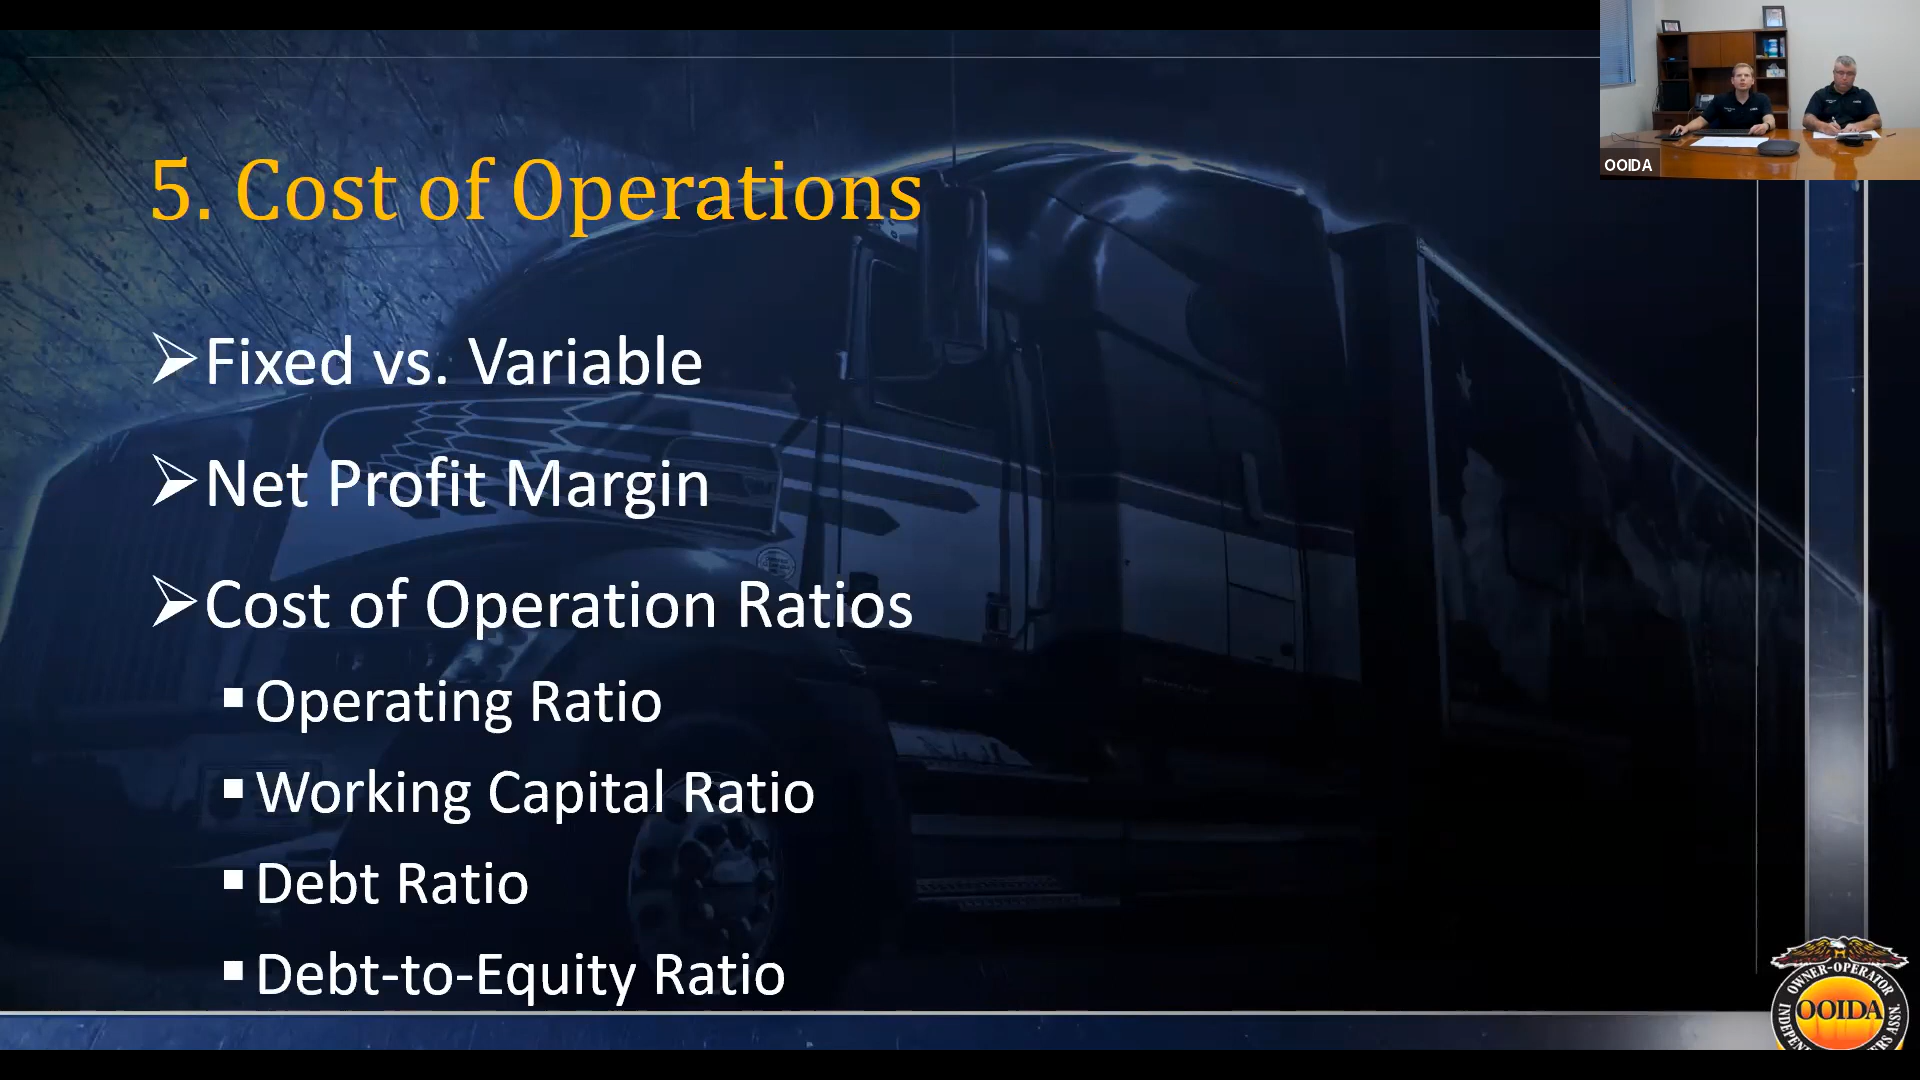 5. Cost of Operations
Fixed vs. Variable
Net Profit Margin
Cost of Operation Ratios
Operating Ratio
Working Capital Ratio
Debt Ratio
Debt-to-Equity Ratio
OOIDA
OWNER-OPERATOR
OOIDA